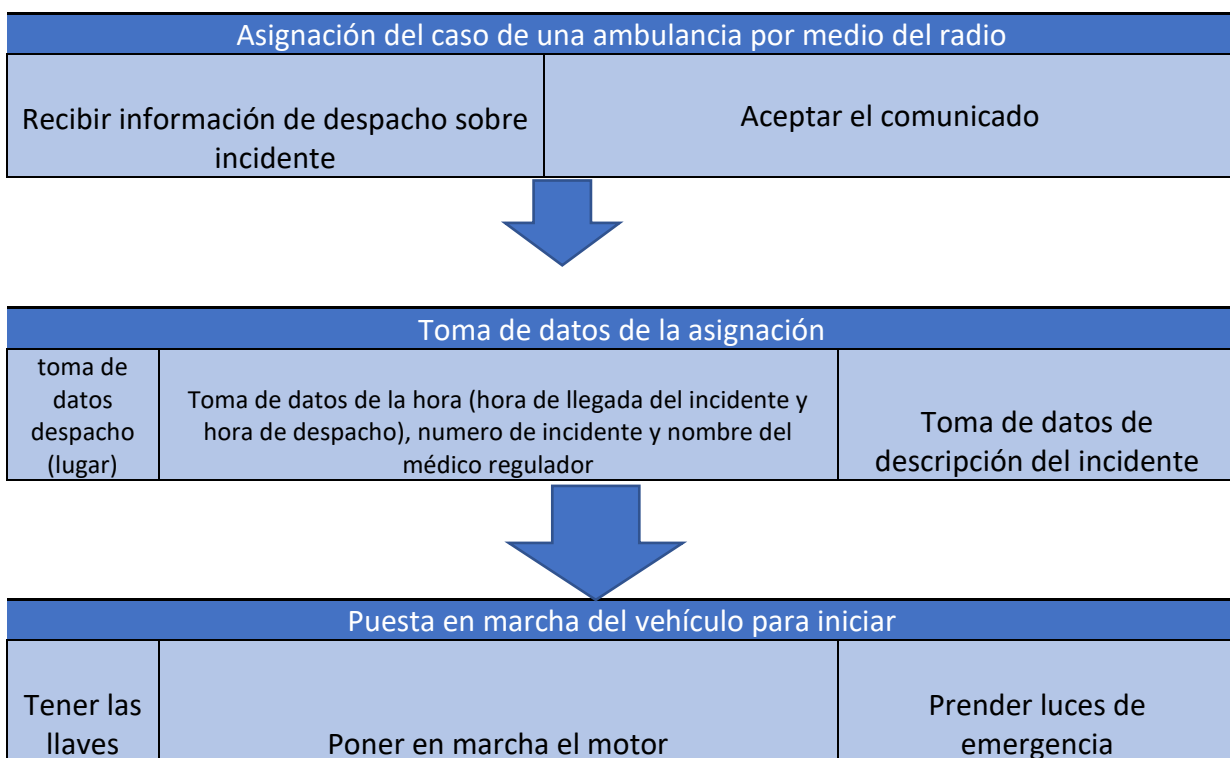 Asignación del caso de una ambulancia por medio del radio
Recibir información de despacho sobre
incidente
Aceptar el comunicado
Toma de datos de la asignación
toma de
datos
despacho
(lugar)
Toma de datos de la hora (hora de llegada del incidente y
hora de despacho), numero de incidente y nombre del
médico regulador
Toma de datos de
descripción del incidente
Puesta en marcha del vehículo para iniciar
Tener las
llaves
Poner en marcha el motor
Prender luces de
emergencia